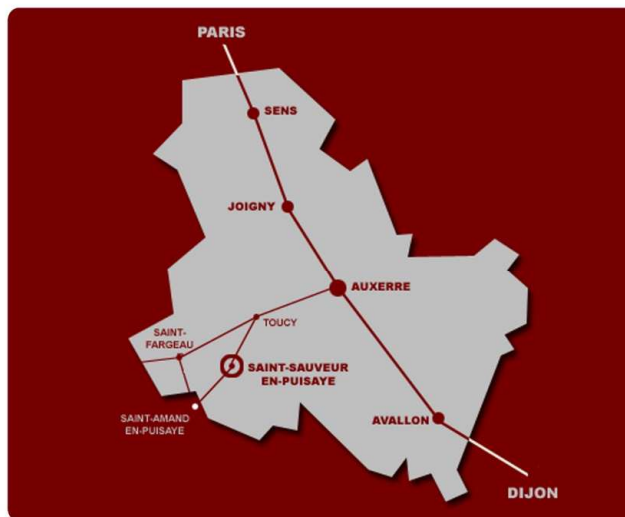 PARIS
SENS
JOIGNY
AUXERRE
TOUCY
SAINT-
FARGEAU
SAINT-SAUVEUR
EN-PUISAYE
SAINT-AMAND
EN-PUISAYE
AVALLON
DIJON